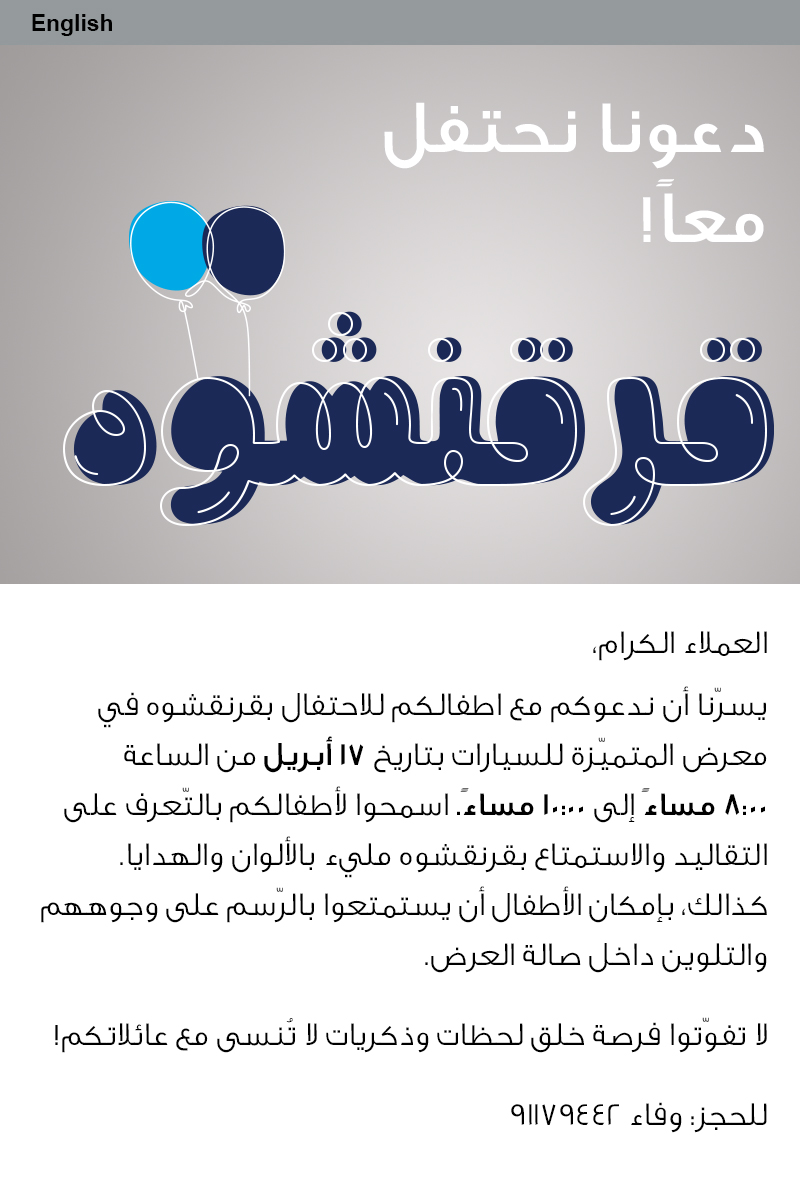 English
دعونا نحتفل
معاً!
قرقنشوه
العملاء الكرام،
يسرّنا أن ندعوكم مع اطفالكم للاحتفال بقرنقشوه في
معرض المتميّزة للسيارات بتاريخ ١٧ أبريل من الساعة
٨:٠٠ مساءً إلى ١٠:٠٠ مساءً. اسمحوا لأطفالكم بالتّعرف على
التقاليد والاستمتاع بقرنقشوه مليء بالألوان والهدايا.
كذالك، بإمكان الأطفال أن يستمتعوا بالرّسم على وجوههم
والتلوين داخل صالة العرض.
لا تفوّتوا فرصة خلق لحظات وذكريات لا تُنسى مع عائلاتكم!
للحجز: وفاء ٩١١٧٩٤٤٢